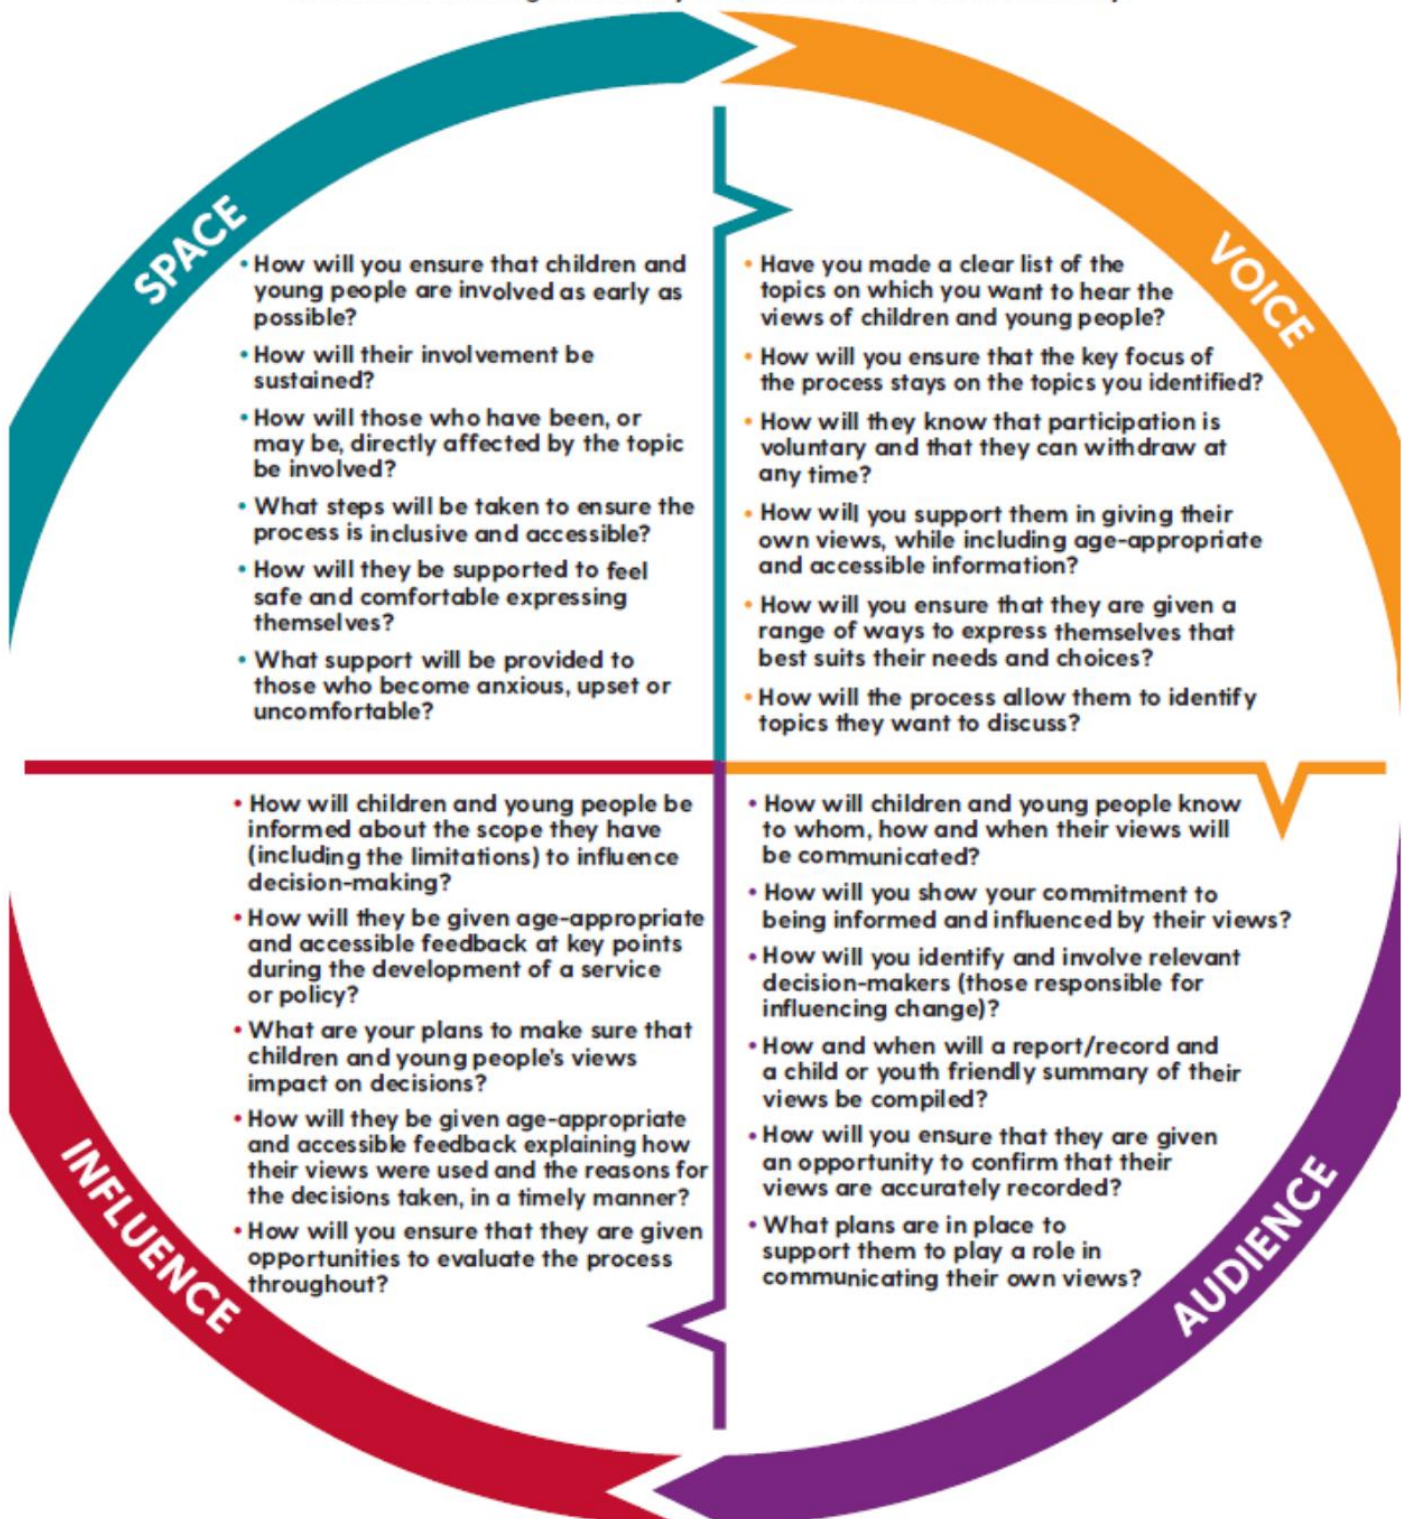 SPACE
• How will you ensure that children and
young people are involved as early as
possible?
• How will their involvement be
sustained?
• How will those who have been, or
may be, directly affected by the topic
be involved?
• What steps will be taken to ensure the
process is inclusive and accessible?
• How will they be supported to feel
safe and comfortable expressing
themselves?
• What support will be provided to
those who become anxious, upset or
uncomfortable?
VOICE
• Have you made a clear list of the
topics on which you want to hear the
views of children and young people?
• How will you ensure that the key focus of
the process stays on the topics you identified?
• How will they know that participation is
voluntary and that they can withdraw at
any time?
• How will you support them in giving their
own views, while including age-appropriate
and accessible information?
• How will you ensure that they are given a
range of ways to express themselves that
best suits their needs and choices?
• How will the process allow them to identify
topics they want to discuss?
• How will children and young people be
informed about the scope they have
(including the limitations) to influence
decision-making?
• How will they be given age-appropriate
and accessible feedback at key points
during the development of a service
or policy?
• What are your plans to make sure that
children and young people's views
impact on decisions?
• How will they be given age-appropriate
and accessible feedback explaining how
their views were used and the reasons for
the decisions taken, in a timely manner?
• How will you ensure that they are given
opportunities to evaluate the process
throughout?
INFLUENCE
• How will children and young people know
to whom, how and when their views will
be communicated?
• How will you show your commitment to
being informed and influenced by their views?
• How will you identify and involve relevant
decision-makers (those responsible for
influencing change)?
• How and when will a report/record and
a child or youth friendly summary of their
views be compiled?
• How will you ensure that they are given
an opportunity to confirm that their
views are accurately recorded?
• What plans are in place to
support them to play a role in
communicating their own views?
AUDIENCE